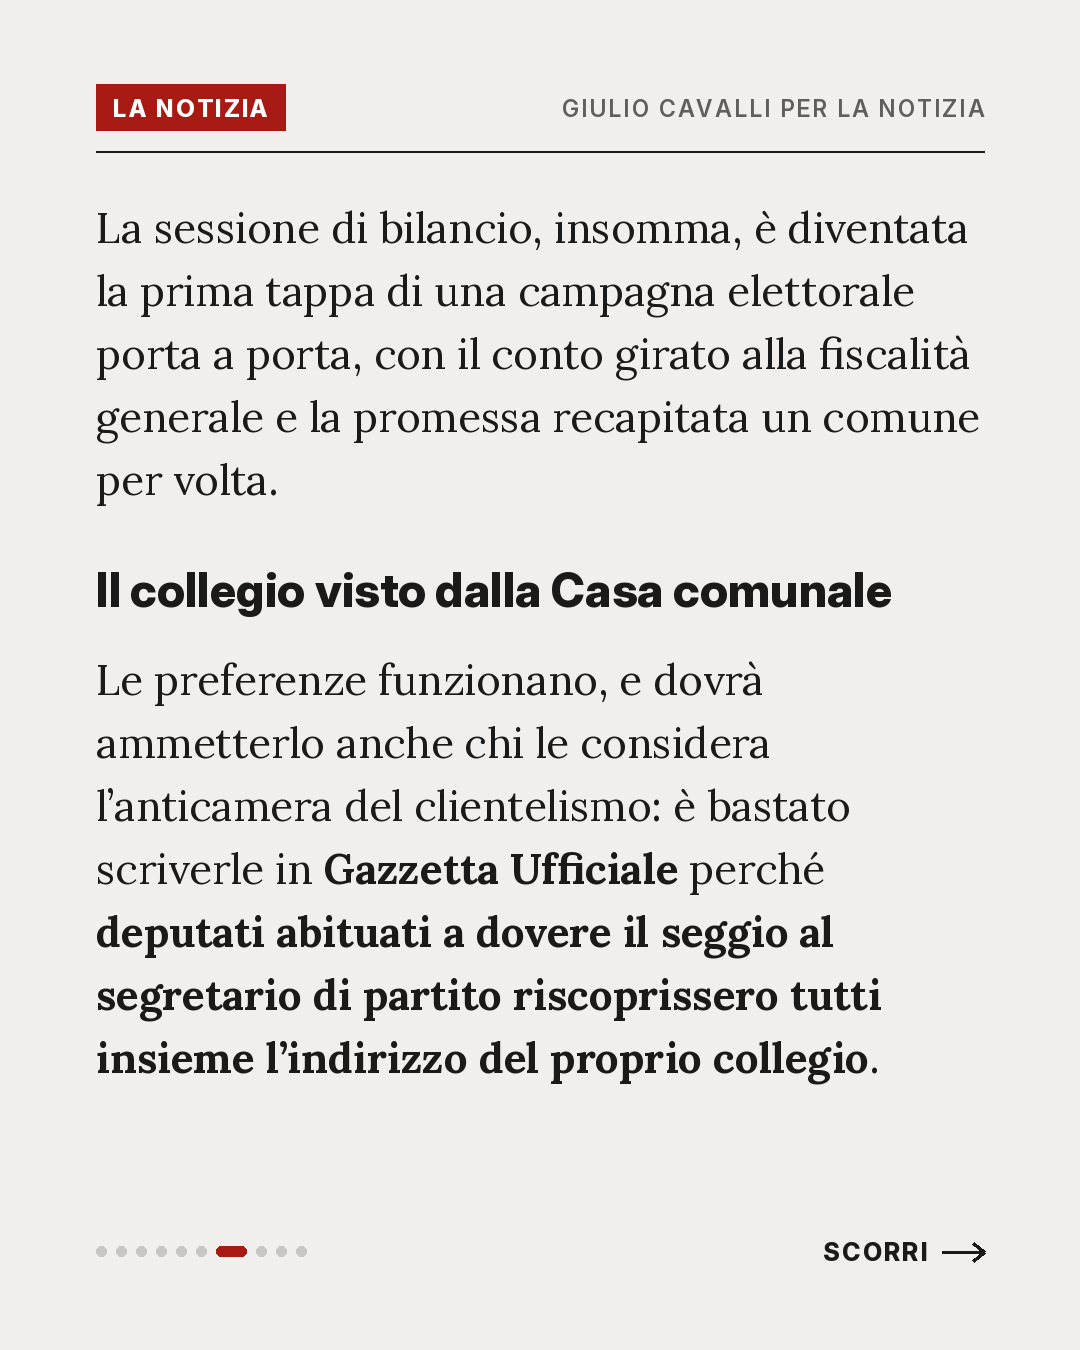 LA NOTIZIA
GIULIO CAVALLI PER LA NOTIZIA
La sessione di bilancio, insomma, è diventata
la prima tappa di una campagna elettorale
porta a porta, con il conto girato alla fiscalità
generale e la promessa recapitata un comune
per volta.
Il collegio visto dalla Casa comunale
Le preferenze funzionano, e dovrà
ammetterlo anche chi le considera
l’anticamera del clientelismo: è bastato
scriverle in Gazzetta Ufficiale perché
deputati abituati a dovere il seggio al
segretario di partito riscoprissero tutti
insieme l’indirizzo del proprio collegio.
SCORRI